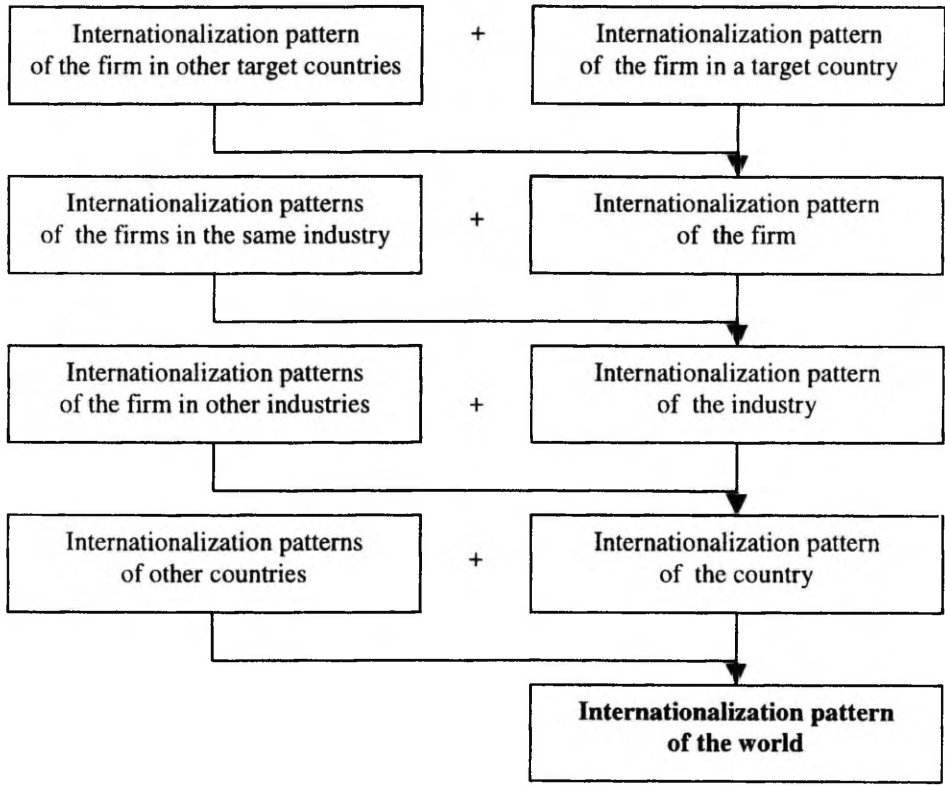 Internationalization pattern
of the firm in other target countries
+
Internationalization pattern
of the firm in a target country
Internationalization patterns
of the firms in the same industry
+
Internationalization pattern
of the firm
Internationalization patterns
of the firm in other industries
+
Internationalization pattern
of the industry
Internationalization patterns
of other countries
+
Internationalization pattern
of the country
Internationalization pattern
of the world